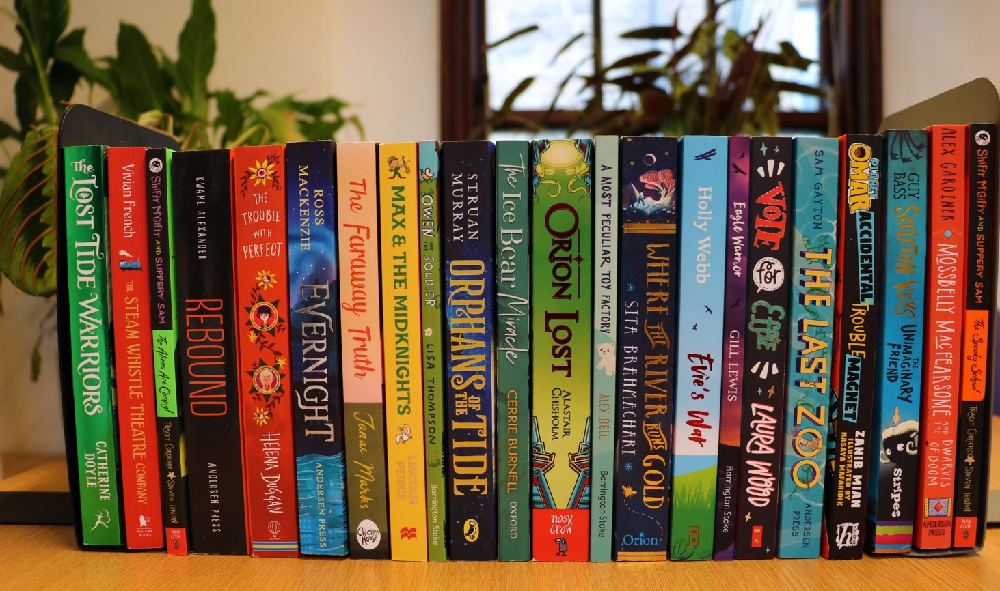 The Lost Tide Warriors
CATHERINE
DOYLE
Vivian French
THE STEAM WHISTLE THEATRE COMPANY
WALKER
BOOKS
SHIFTY MCGIFTY AND SLIPPERY SAM
The Aliens Are Coming!
TRACEY CORDEROY ★ STEVEN LENTON
nosy
crow
KWAME ALEXANDER
REBOUND
ANDERSEN PRESS
THE
TROUBLE
WITH
PERFECT
HELENA DUGGAN
ROSS
MACKENZIE
EVERNIGHT
ANDERSEN PRESS
The Faraway Truth
Janae Marks
Chicken
House
MAX & THE MIDKNIGHTS
LINCOLN
PEIRCE
OWEN AND THE SOLDIER
LISA THOMPSON
Barrington Stoke
STRUAN
MURRAY
ORPHANS OF THE TIDE
The Ice Bear Miracle
CERRIE BURNELL
OXFORD
ORION LOST
ALASTAIR
CHISHOLM
nosy
crow
A MOST PECULIAR TOY FACTORY
ALEX BELL
Barrington Stoke
WHERE THE RIVER RUNS GOLD
SITA BRAHMACHARI
Orion
Holly Webb
Evie's War
Eagle Warrior
GILL LEWIS
Barrington Stoke
VOTE
for
Effie
LAURA WOOD
SAM GAYTON
THE LAST ZOO
ANDERSEN
PRESS
PLANET
OMAR
ACCIDENTAL
TROUBLE
MAGNET
ZANIB MIAN
ILLUSTRATED BY
NASAYA MAFARIDIK
GUY
BASS
SKELETON KEYS
THE
UNIMAGINARY
FRIEND
stripes
ALEX GARDINER
MOSSBELLY MACFEARSOME
AND DWARVES
THE OF DOOM
ANDERSEN
PRESS
SHIFTY MCGIFTY AND SLIPPERY SAM
The Spooky School
TRACEY CORDEROY ★ STEVEN LENTON
nosy
crow